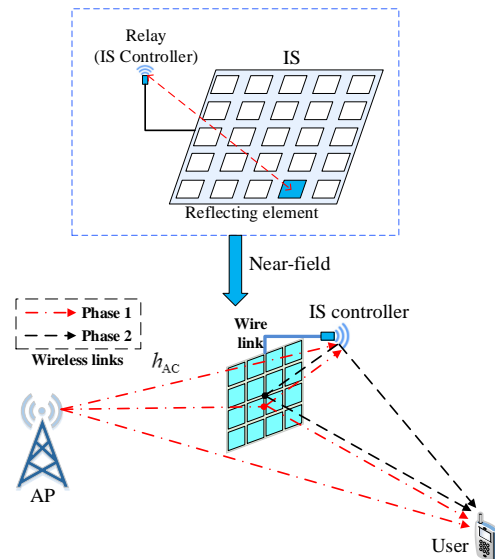 Relay
(IS Controller)
IS
Reflecting element
Near-field
Phase 1
Phase 2
Wireless links
h_AC
Wire
link
IS controller
AP
User